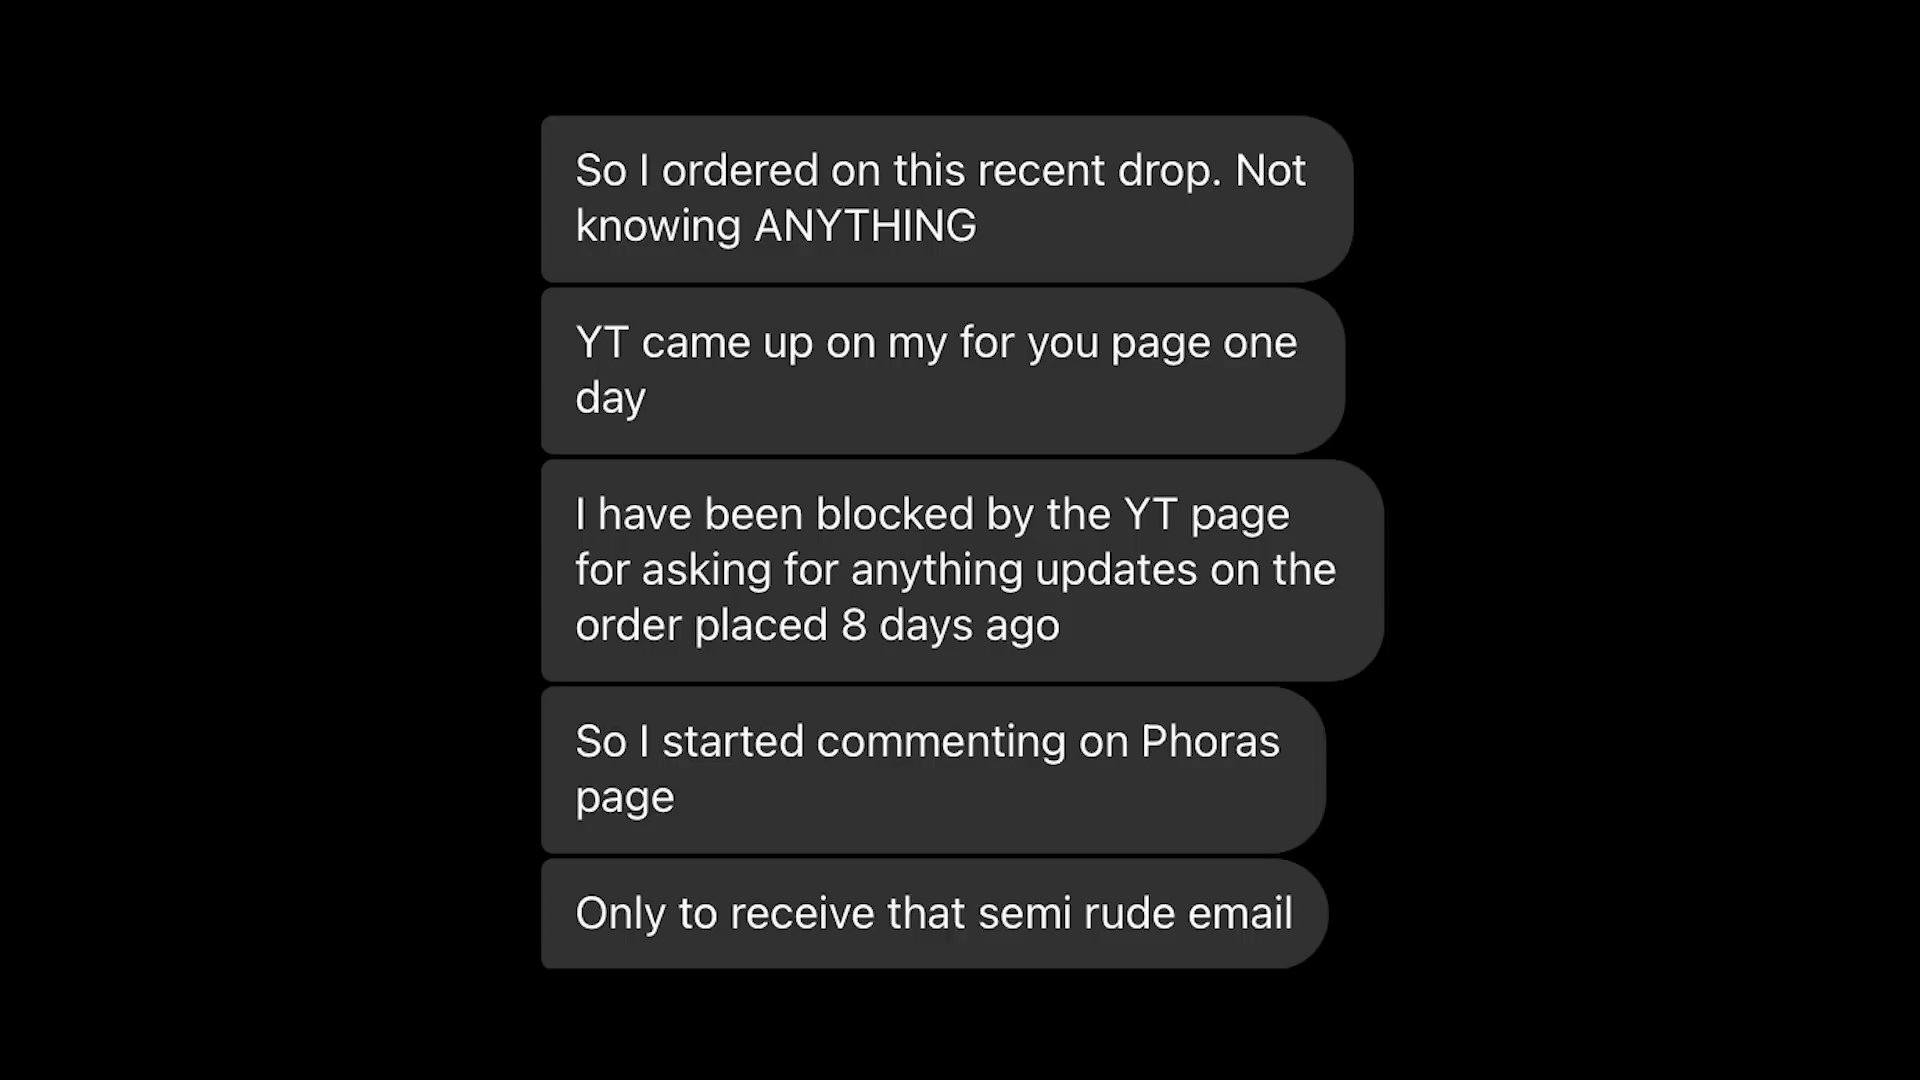 So I ordered on this recent drop. Not
knowing ANYTHING
YT came up on my for you page one
day
I have been blocked by the YT page
for asking for anything updates on the
order placed 8 days ago
So I started commenting on Phoras
page
Only to receive that semi rude email